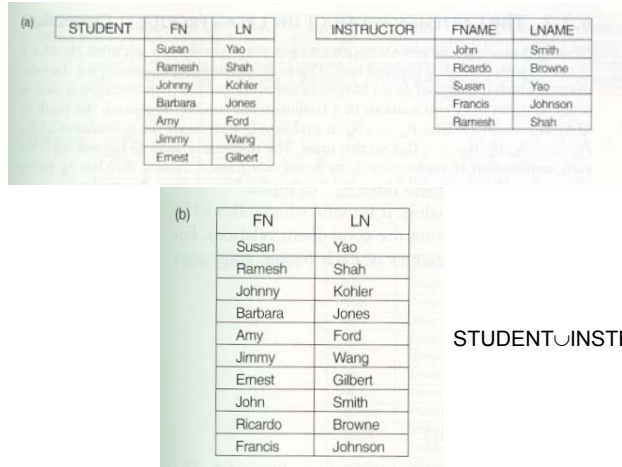 (a) STUDENT FN LN INSTRUCTOR FNAME LNAME
Susan Yao John Smith
Ramesh Shah Ricardo Browne
Johnny Kohler Susan Yao
Barbara Jones Francis Johnson
Amy Ford Ramesh Shah
Jimmy Wang
Ernest Gilbert
(b) FN LN
Susan Yao
Ramesh Shah
Johnny Kohler
Barbara Jones
Amy Ford
STUDENT∪INST
Jimmy Wang
Ernest Gilbert
John Smith
Ricardo Browne
Francis Johnson